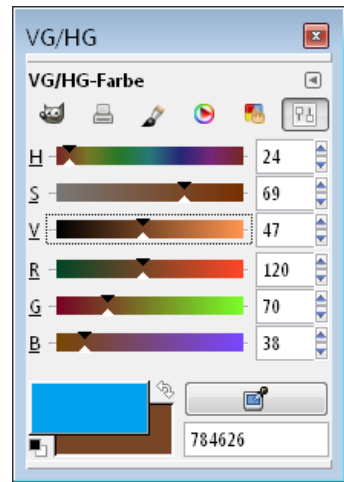 VG/HG
VG/HG-Farbe
H 24
S 69
V 47
R 120
G 70
B 38
784626